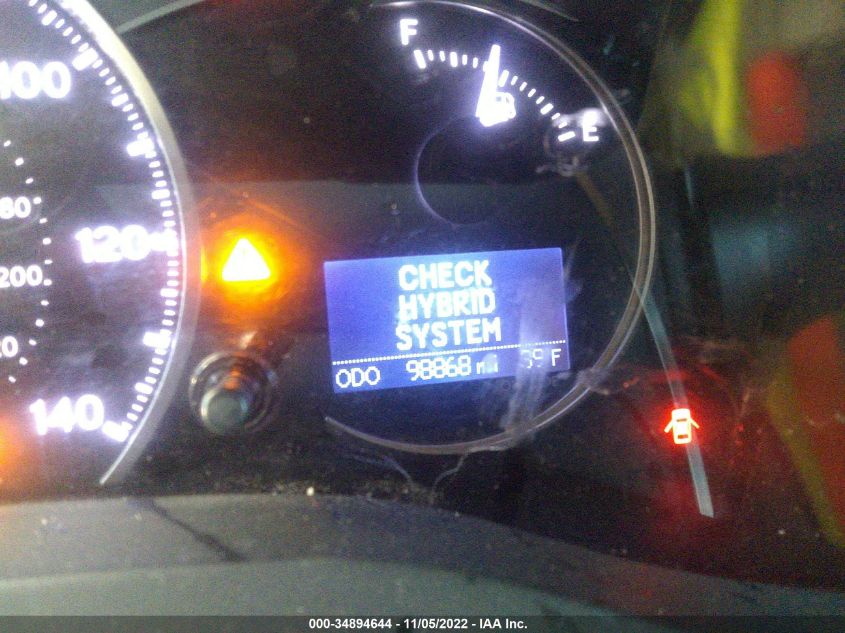 F
100
E
80
120
200
CHECK
HYBRID
SYSTEM
ODO 98868 mi F
140
000-34894644 - 11/05/2022 - IAA Inc.